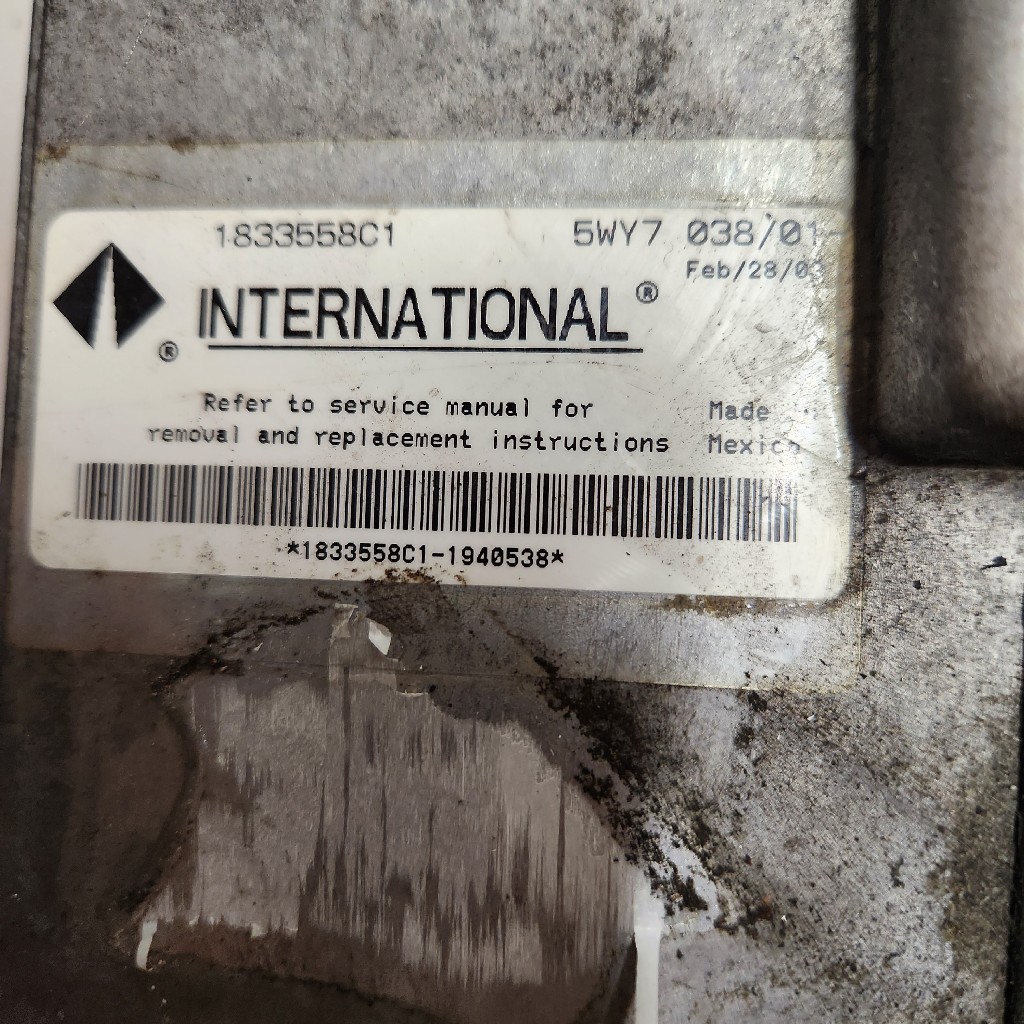 1833558C1
5WY7 038/01-
Feb/28/0
INTERNATIONAL®
®
Refer to service manual for
removal and replacement instructions
Made
Mexico
*1833558C1-1940538*